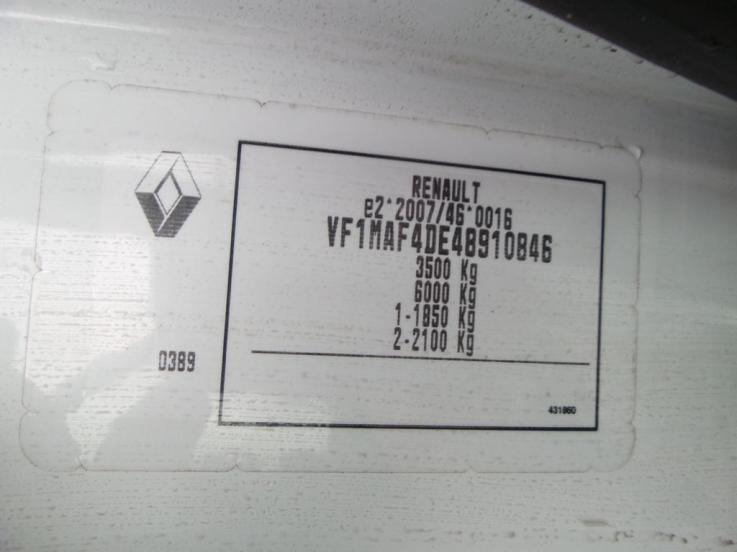 RENAULT
e2*2007/46*0016
VF1MAF4DE48910846
3500 Kg
6000 Kg
1-1850 Kg
2-2100 Kg
0389
431860